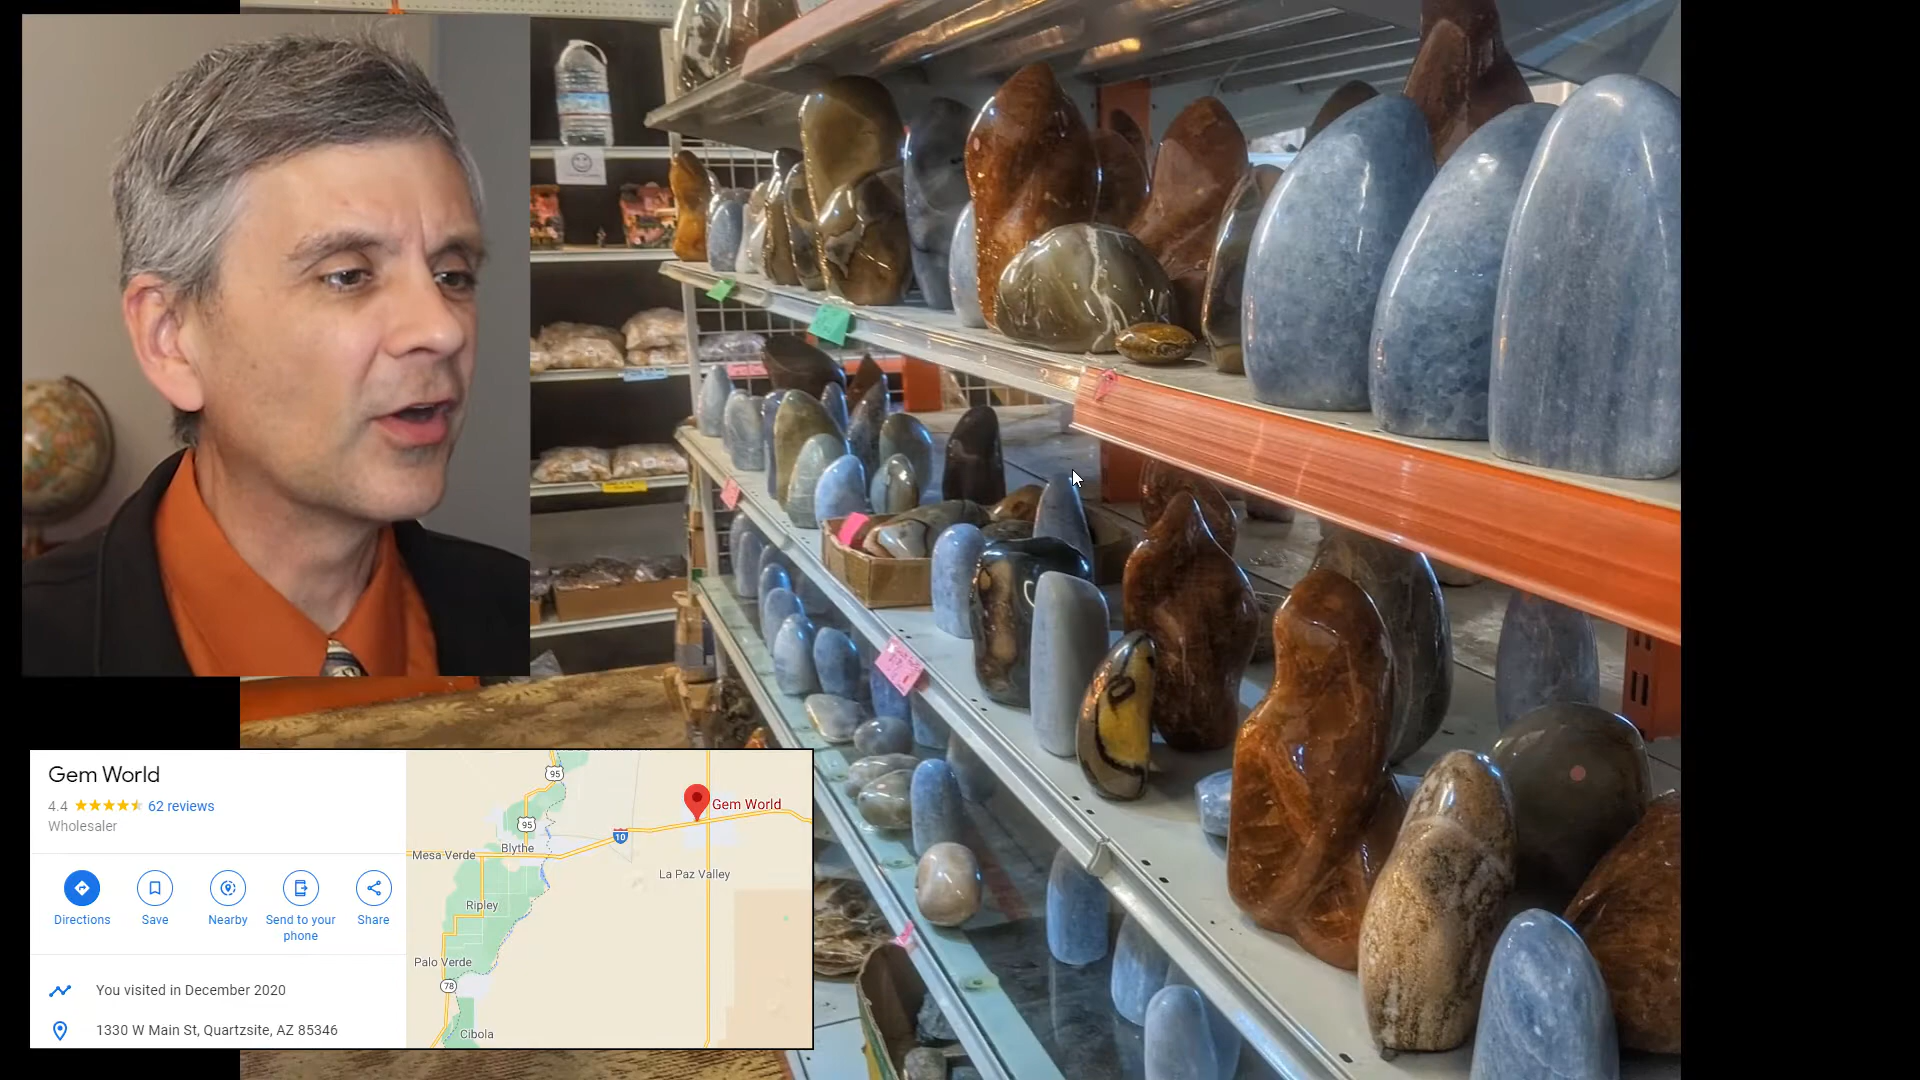 Gem World
4.4 62 reviews
Wholesaler
Directions
Save
Nearby
Send to your
phone
Share
You visited in December 2020
1330 W Main St, Quartzsite, AZ 85346
95
Gem World
95
10
Mesa Verde
Blythe
La Paz Valley
Ripley
Palo Verde
78
Cibola